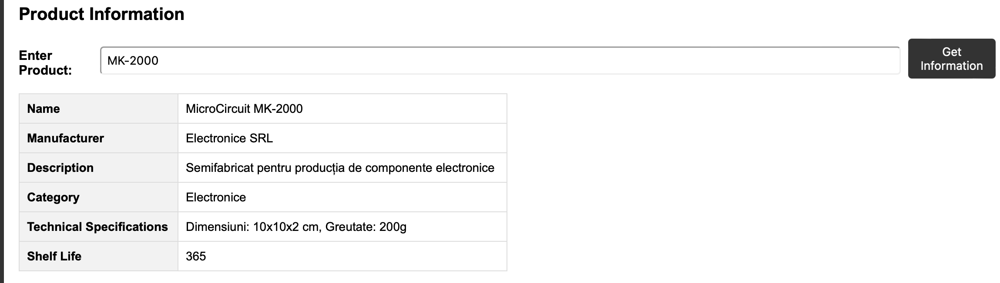 Product Information
Enter
Product:
MK-2000
Get
Information
Name MicroCircuit MK-2000
Manufacturer Electronice SRL
Description Semifabricat pentru producția de componente electronice
Category Electronice
Technical Specifications Dimensiuni: 10x10x2 cm, Greutate: 200g
Shelf Life 365